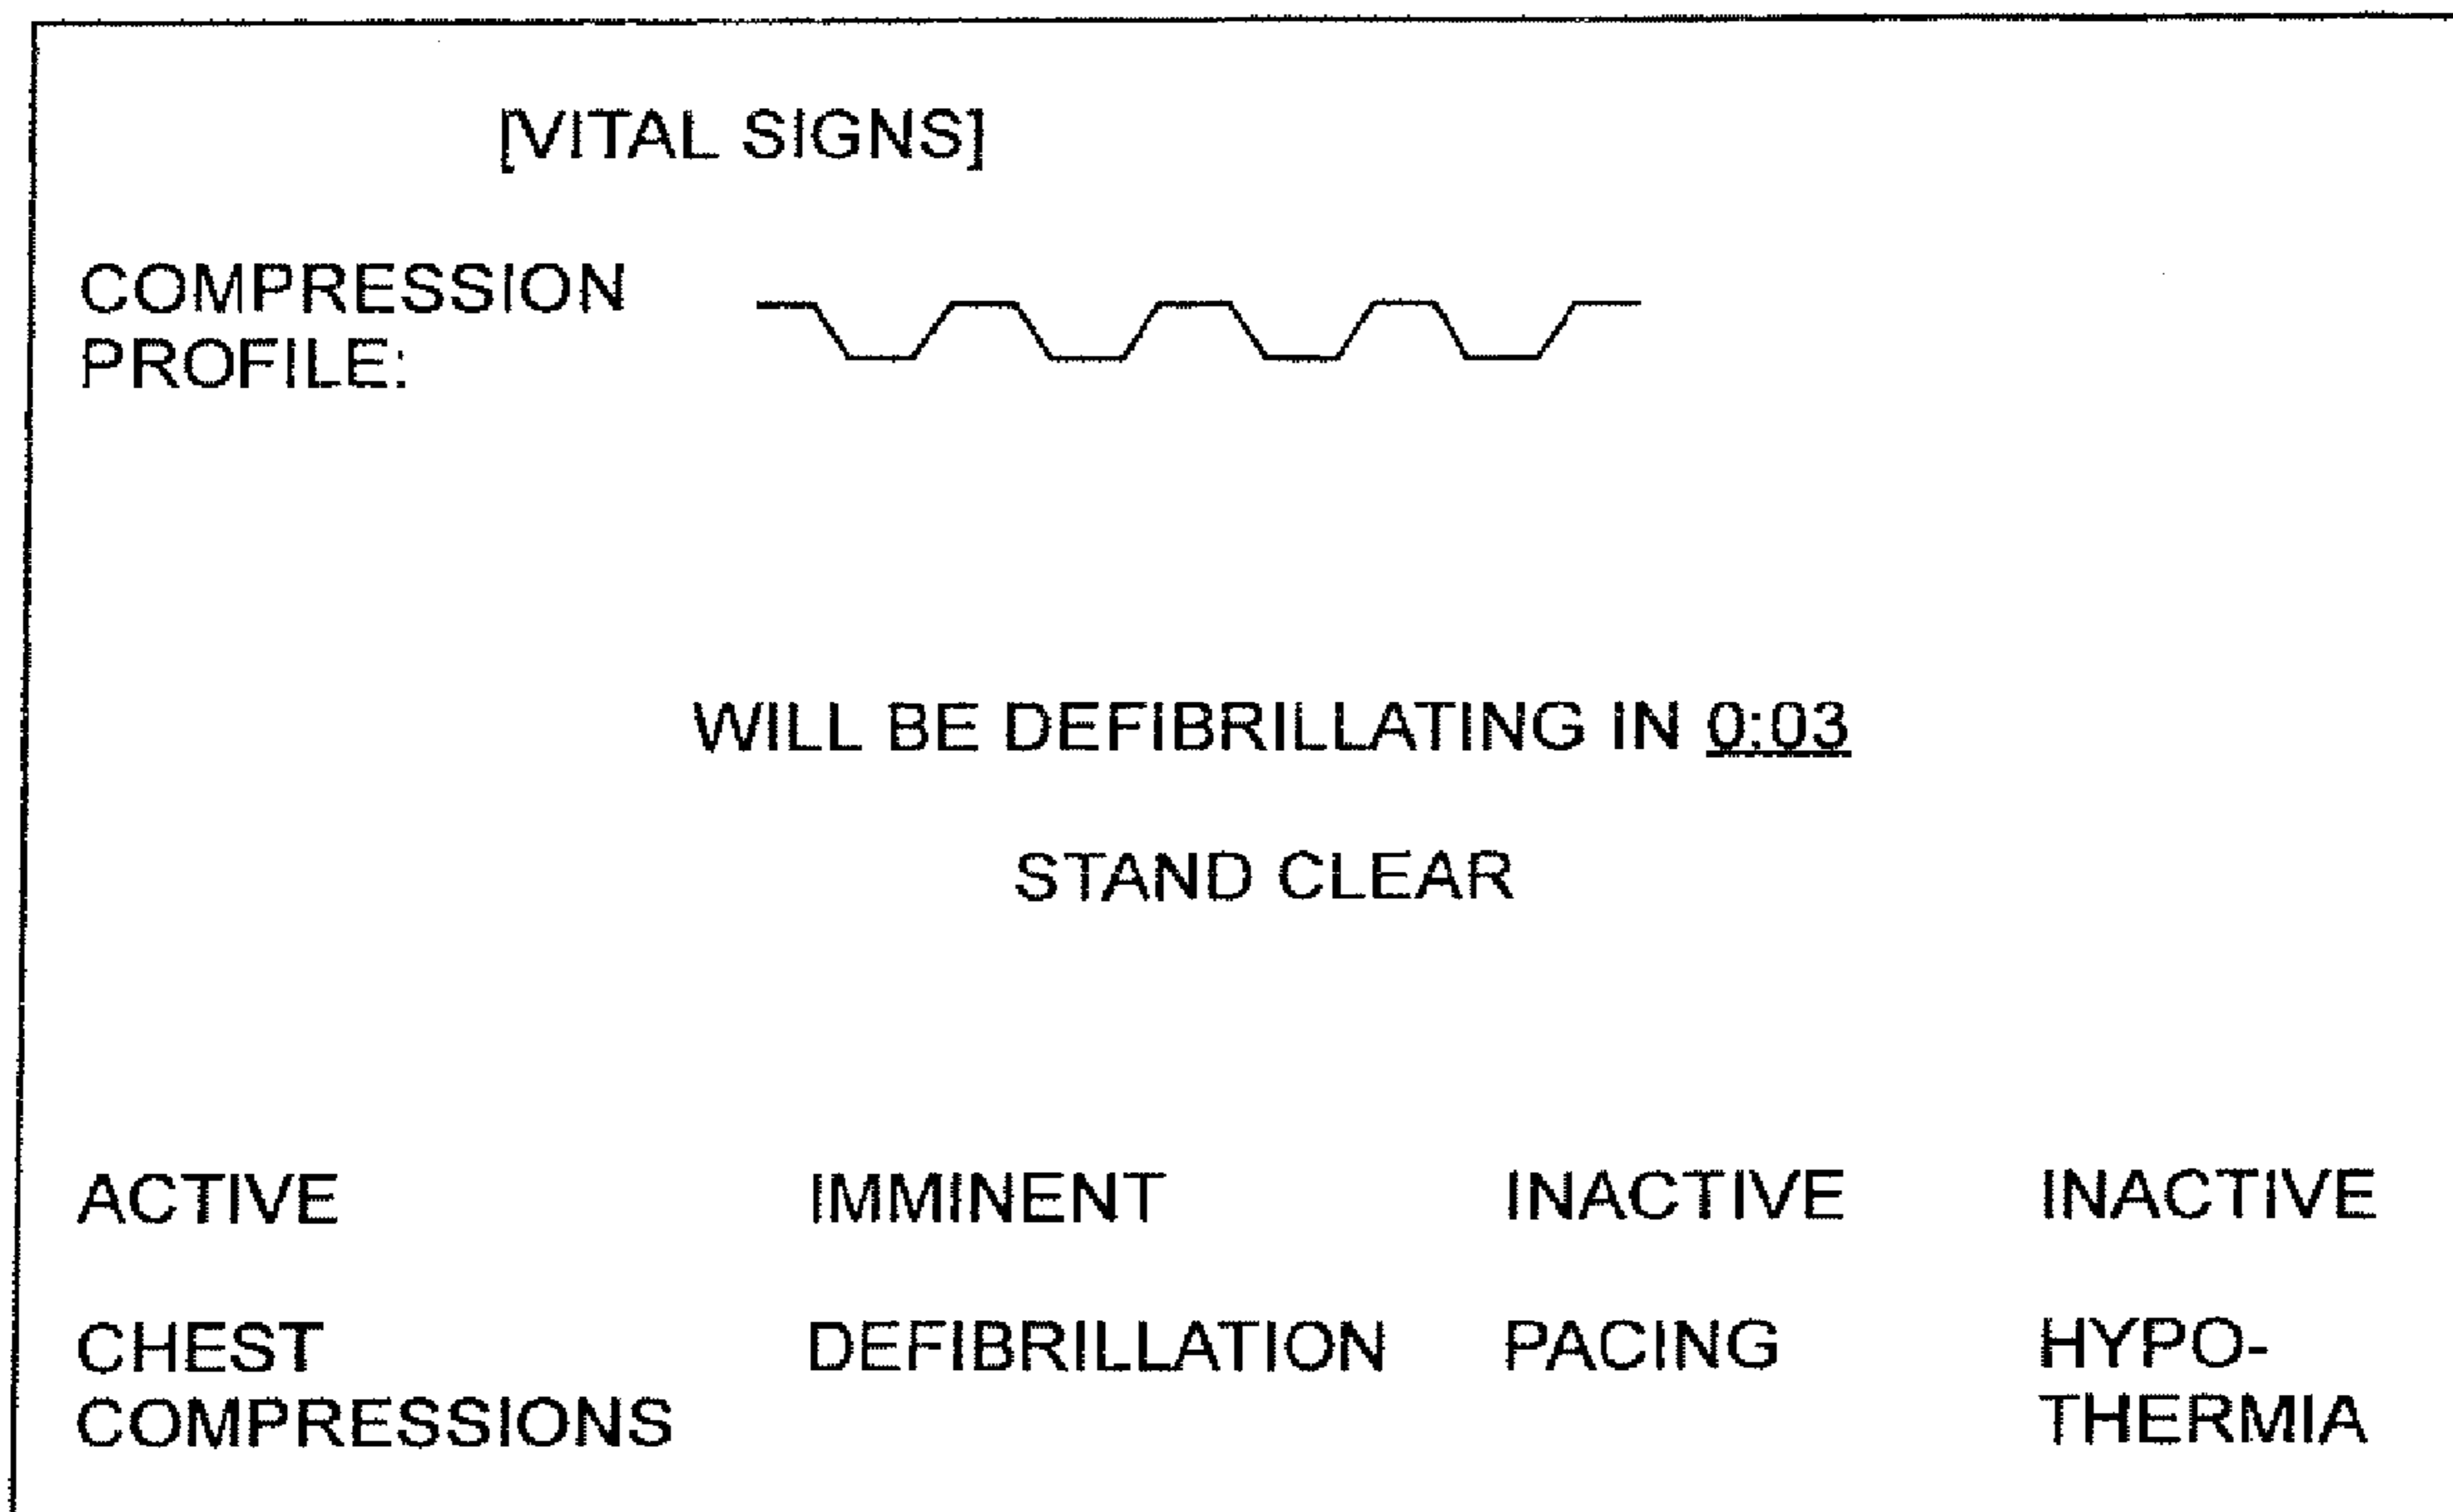 [VITAL SIGNS]
COMPRESSION
PROFILE:
WILL BE DEFIBRILLATING IN 0:03
STAND CLEAR
ACTIVE IMMINENT INACTIVE INACTIVE
CHEST DEFIBRILLATION PACING HYPO-
COMPRESSIONS THERMIA